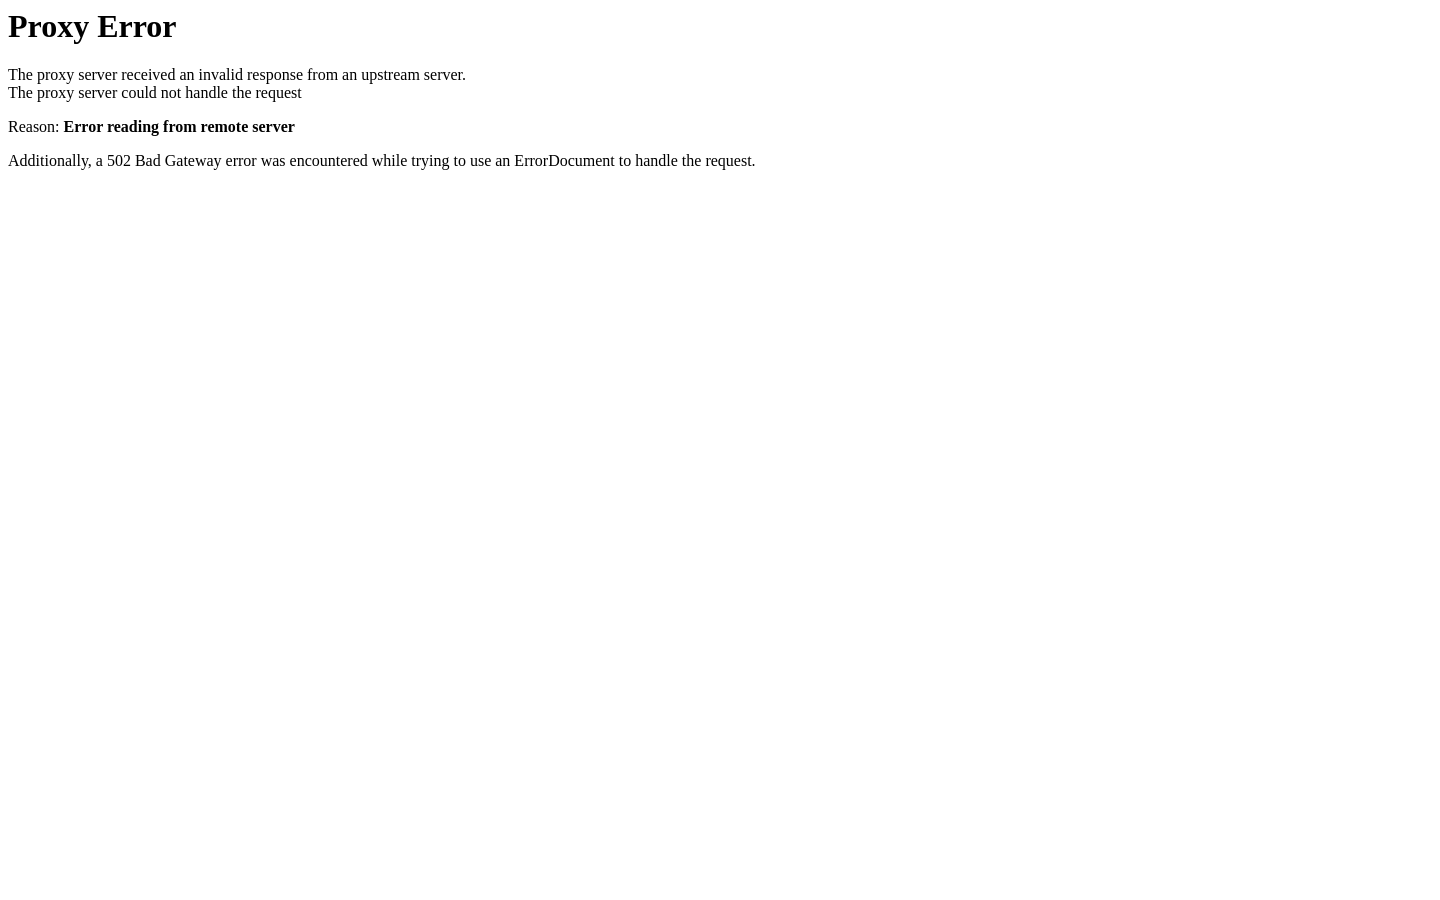 Proxy Error
The proxy server received an invalid response from an upstream server.
The proxy server could not handle the request
Reason: Error reading from remote server
Additionally, a 502 Bad Gateway error was encountered while trying to use an ErrorDocument to handle the request.